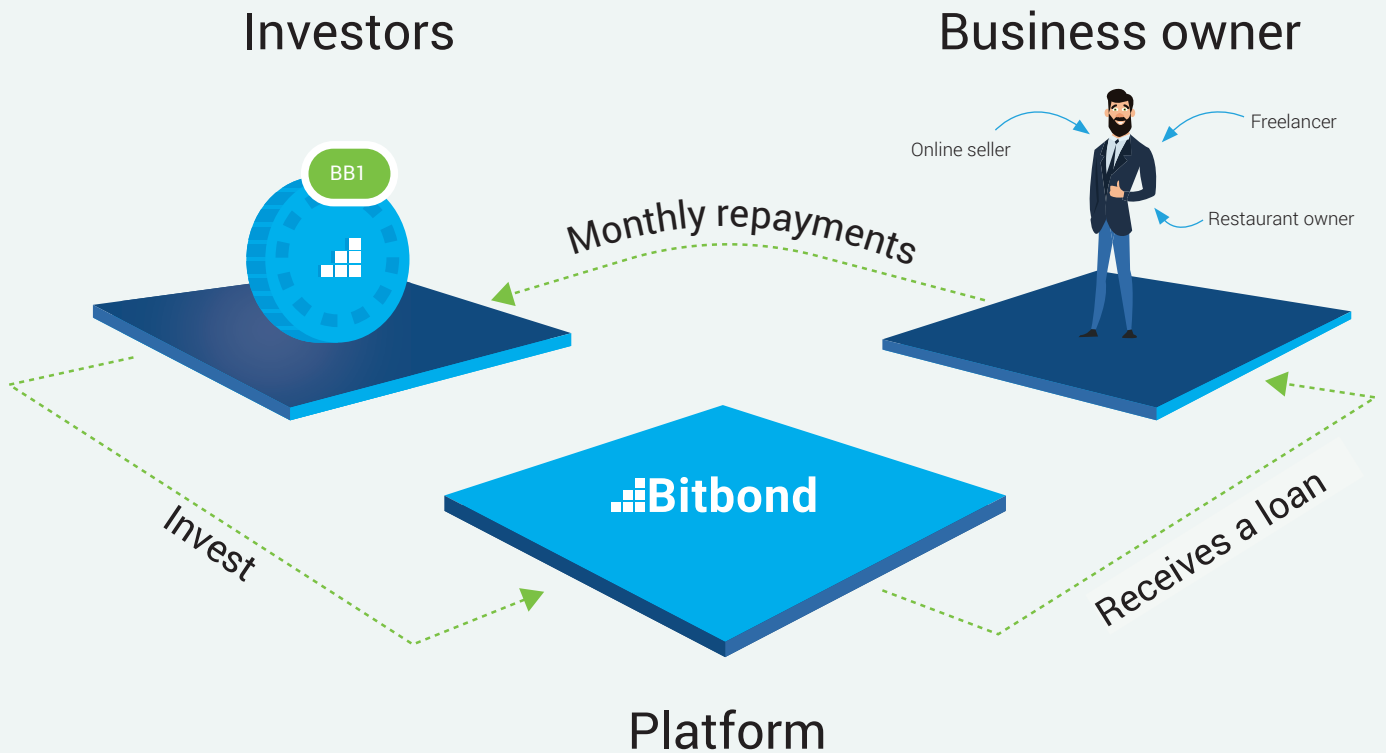 Investors
Business owner
BB1
Online seller
Freelancer
Restaurant owner
Monthly repayments
Bitbond
Invest
Receives a loan
Platform